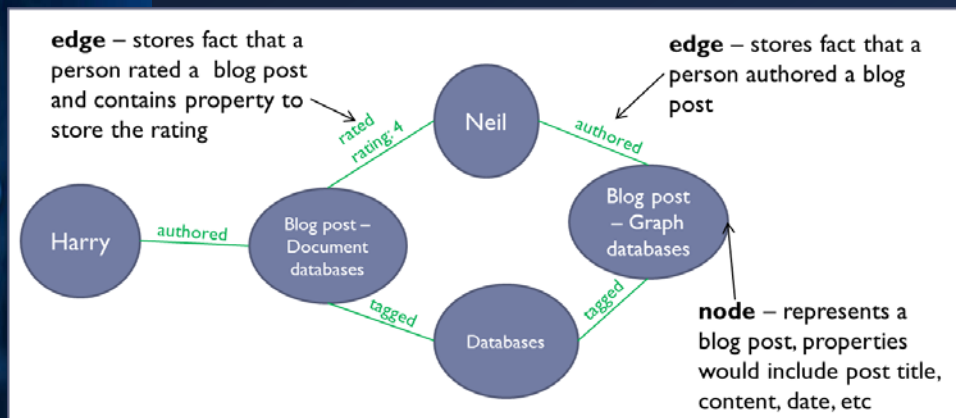 edge – stores fact that a
person rated a blog post
and contains property to
store the rating
edge – stores fact that a
person authored a blog
post
rated
rating: 4
Neil
authored
Harry
authored
Blog post –
Document
databases
Blog post
– Graph
databases
tagged
Databases
tagged
node – represents a
blog post, properties
would include post title,
content, date, etc